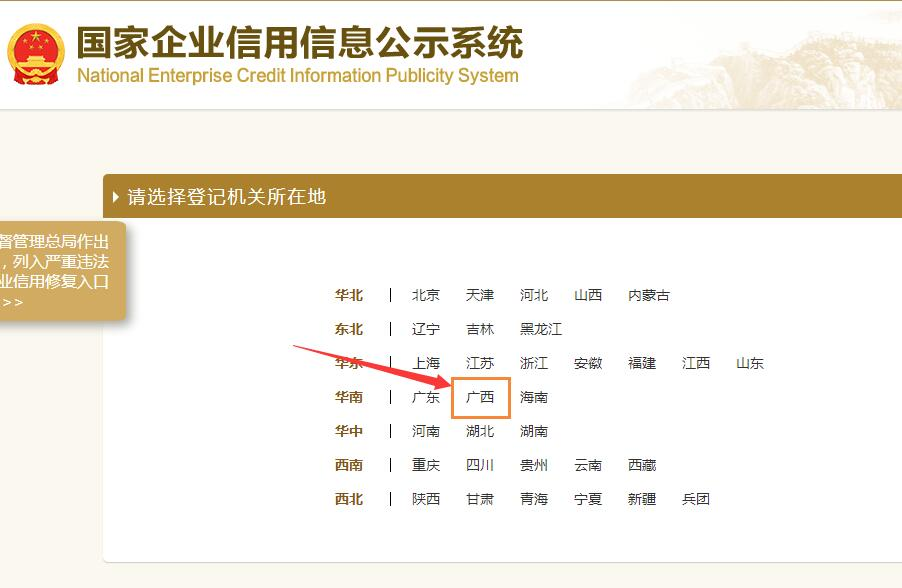 国家企业信用信息公示系统
National Enterprise Credit Information Publicity System
请选择登记机关所在地
督管理总局作出
，列入严重违法
业信用修复入口
>>
华北 | 北京 天津 河北 山西 内蒙古
东北 | 辽宁 吉林 黑龙江
华东 | 上海 江苏 浙江 安徽 福建 江西 山东
华南 | 广东 广西 海南
华中 | 河南 湖北 湖南
西南 | 重庆 四川 贵州 云南 西藏
西北 | 陕西 甘肃 青海 宁夏 新疆 兵团